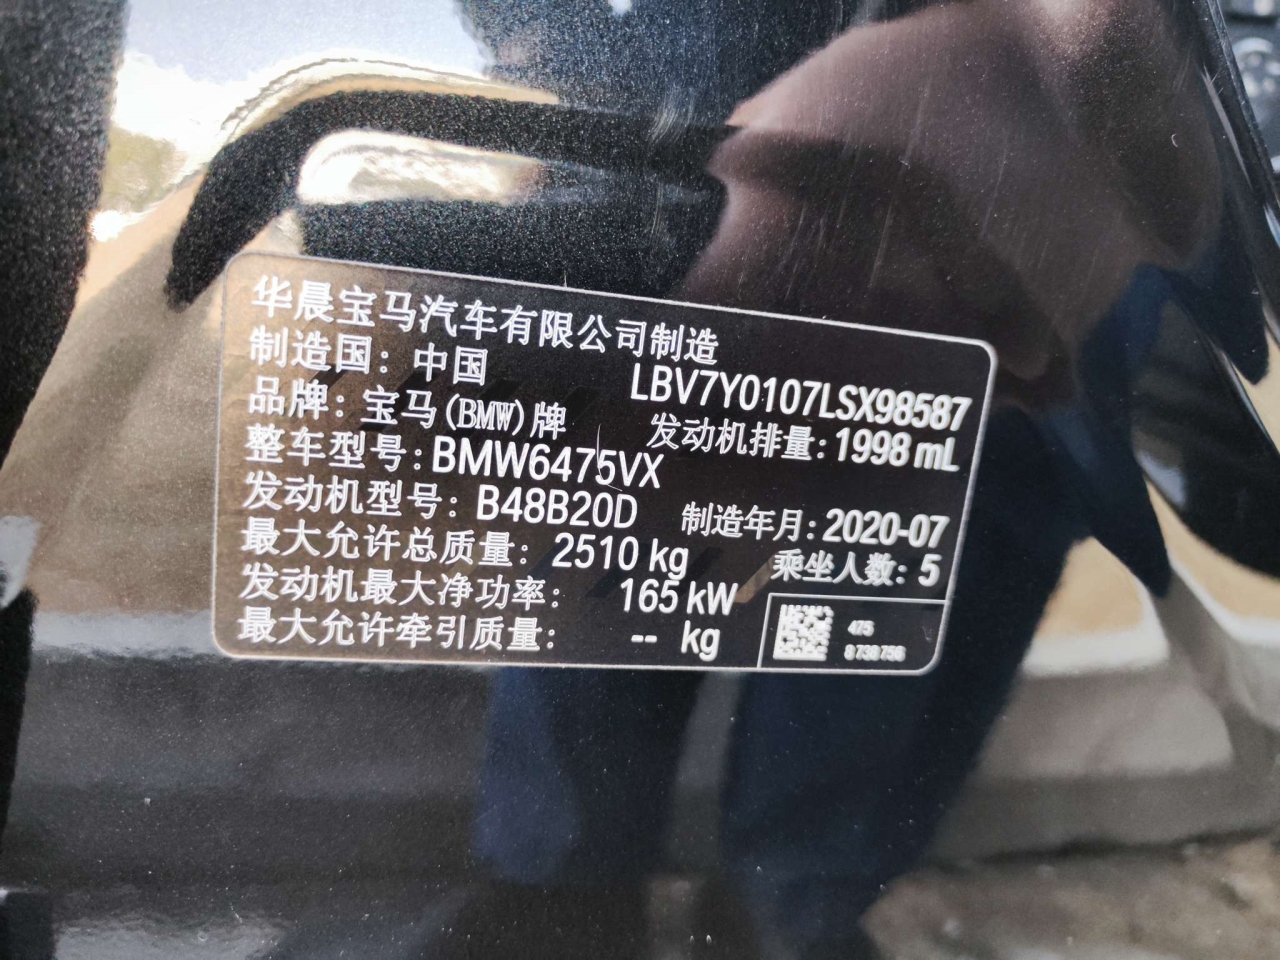 华晨宝马汽车有限公司制造
制造国：中国 LBV7Y0107LSX98587
品牌：宝马(BMW)牌 发动机排量：1998 mL
整车型号：BMW6475VX
发动机型号：B48B20D 制造年月：2020-07
最大允许总质量：2510 kg 乘坐人数：5
发动机最大净功率：165 kW
最大允许牵引质量：-- kg
475
8 738 756